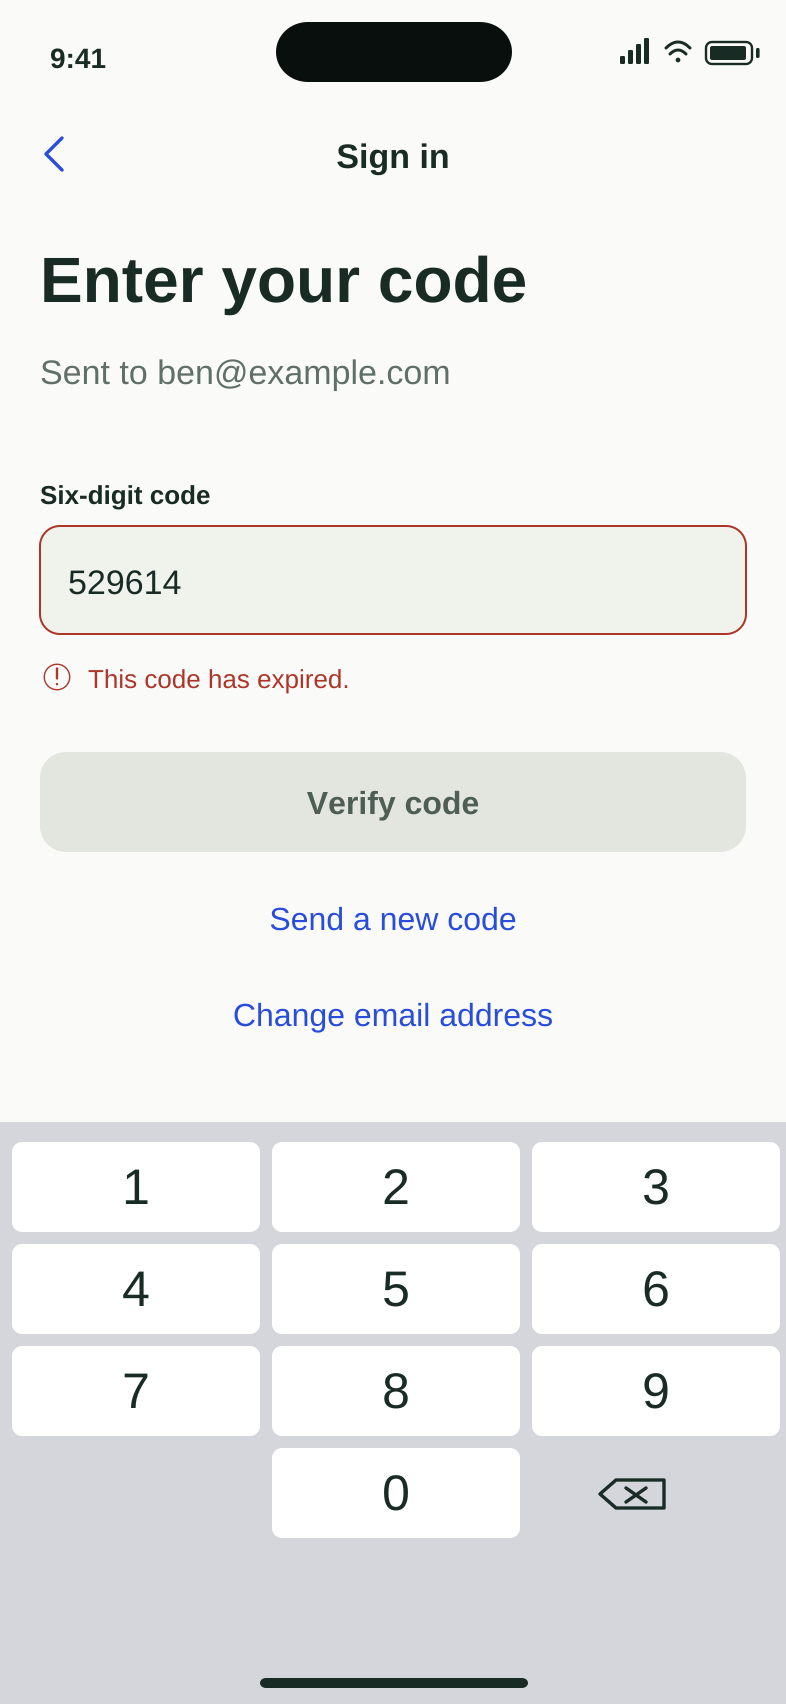 9:41
Sign in
Enter your code
Sent to ben@example.com
Six-digit code
529614
This code has expired.
Verify code
Send a new code
Change email address
1 2 3
4 5 6
7 8 9
0